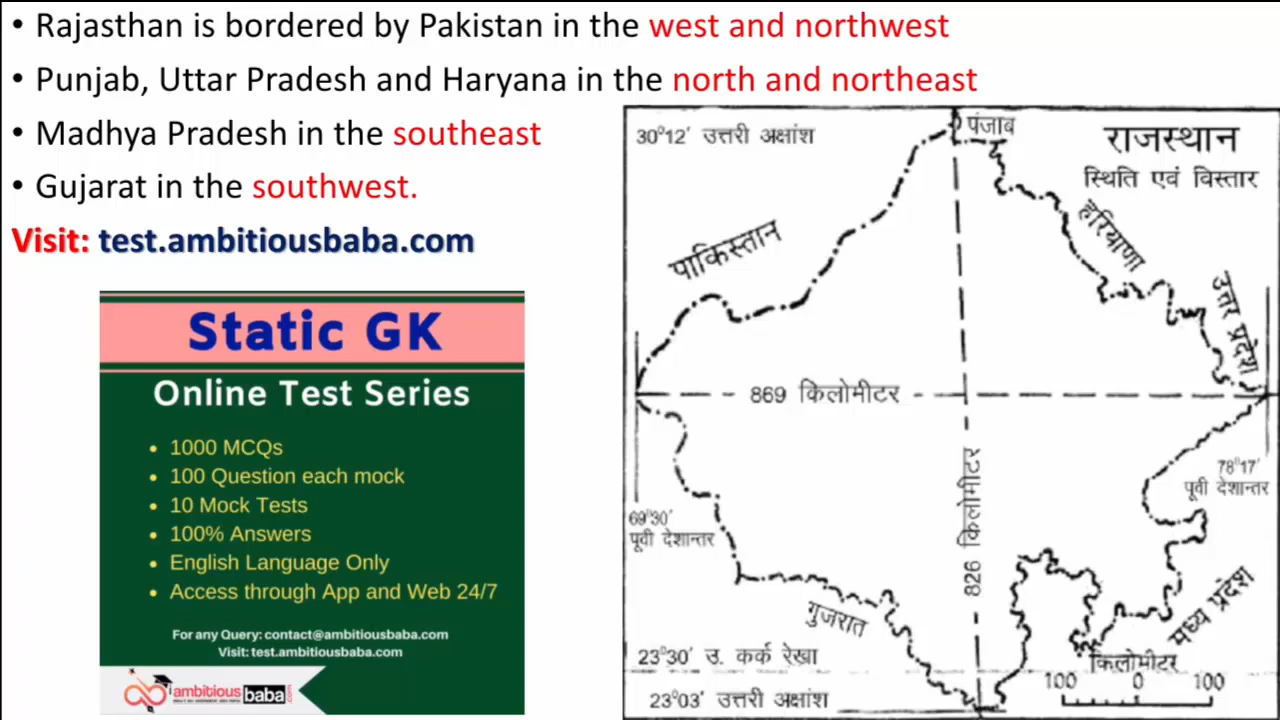 • Rajasthan is bordered by Pakistan in the west and northwest
• Punjab, Uttar Pradesh and Haryana in the north and northeast
• Madhya Pradesh in the southeast
• Gujarat in the southwest.
Visit: test.ambitiousbaba.com
Static GK
Online Test Series
• 1000 MCQs
• 100 Question each mock
• 10 Mock Tests
• 100% Answers
• English Language Only
• Access through App and Web 24/7
For any Query: contact@ambitiousbaba.com
Visit: test.ambitiousbaba.com
ambitiousbaba.com
30°12' उत्तरी अक्षांश
पंजाब
राजस्थान
स्थिति एवं विस्तार
पाकिस्तान
हरियाणा
उत्तर प्रदेश
869 किलोमीटर
826 किलोमीटर
78°17'
पूर्वी देशान्तर
69°30'
पूवी देशान्तर
गुजरात
मध्य प्रदेश
23°30' उ. कर्क रेखा
किलोमीटर
100 0 100
23°03' उत्तरी अक्षांश